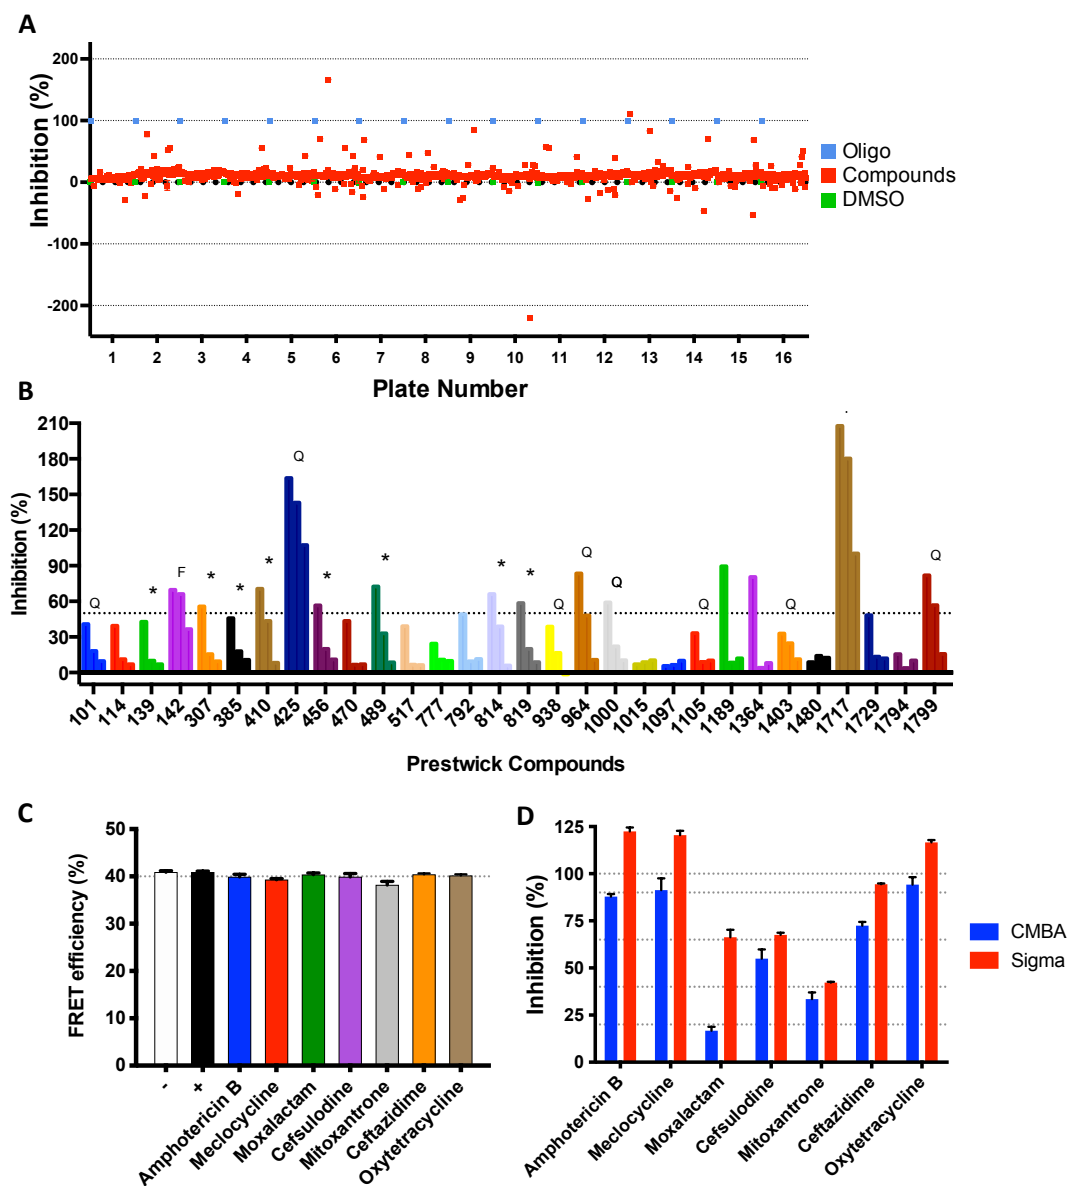 A
Inhibition (%)
200
100
0
-100
-200
1 2 3 4 5 6 7 8 9 10 11 12 13 14 15 16
Plate Number
Oligo
Compounds
DMSO
B
Inhibition (%)
210
180
150
120
90
60
30
0
Q * F * * * Q * * * * Q Q Q Q Q . Q
101 114 139 142 307 385 410 425 456 470 489 517 777 792 814 819 938 964 1000 1015 1097 1105 1189 1364 1403 1480 1717 1729 1794 1799
Prestwick Compounds
C
FRET efficiency (%)
50
40
30
20
10
0
- + Amphotericin B Meclocycline Moxalactam Cefsulodine Mitoxantrone Ceftazidime Oxytetracycline
D
Inhibition (%)
125
100
75
50
25
0
Amphotericin B Meclocycline Moxalactam Cefsulodine Mitoxantrone Ceftazidime Oxytetracycline
CMBA
Sigma